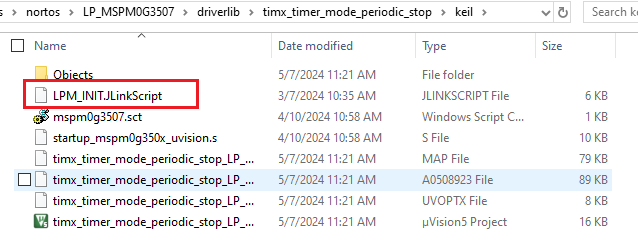 s › nortos › LP_MSPM0G3507 › driverlib › timx_timer_mode_periodic_stop › keil › Search ke
Name Date modified Type Size
Objects 5/7/2024 11:21 AM File folder
LPM_INIT.JLinkScript 3/7/2024 10:35 AM JLINKSCRIPT File 6 KB
mspm0g3507.sct 4/10/2024 10:58 AM Windows Script C... 1 KB
startup_mspm0g350x_uvision.s 4/10/2024 10:58 AM S File 10 KB
timx_timer_mode_periodic_stop_LP_... 5/7/2024 11:21 AM MAP File 79 KB
timx_timer_mode_periodic_stop_LP_... 5/7/2024 11:21 AM A0508923 File 89 KB
timx_timer_mode_periodic_stop_LP_... 5/7/2024 11:21 AM UVOPTX File 8 KB
timx_timer_mode_periodic_stop_LP_... 5/7/2024 11:21 AM µVision5 Project 16 KB